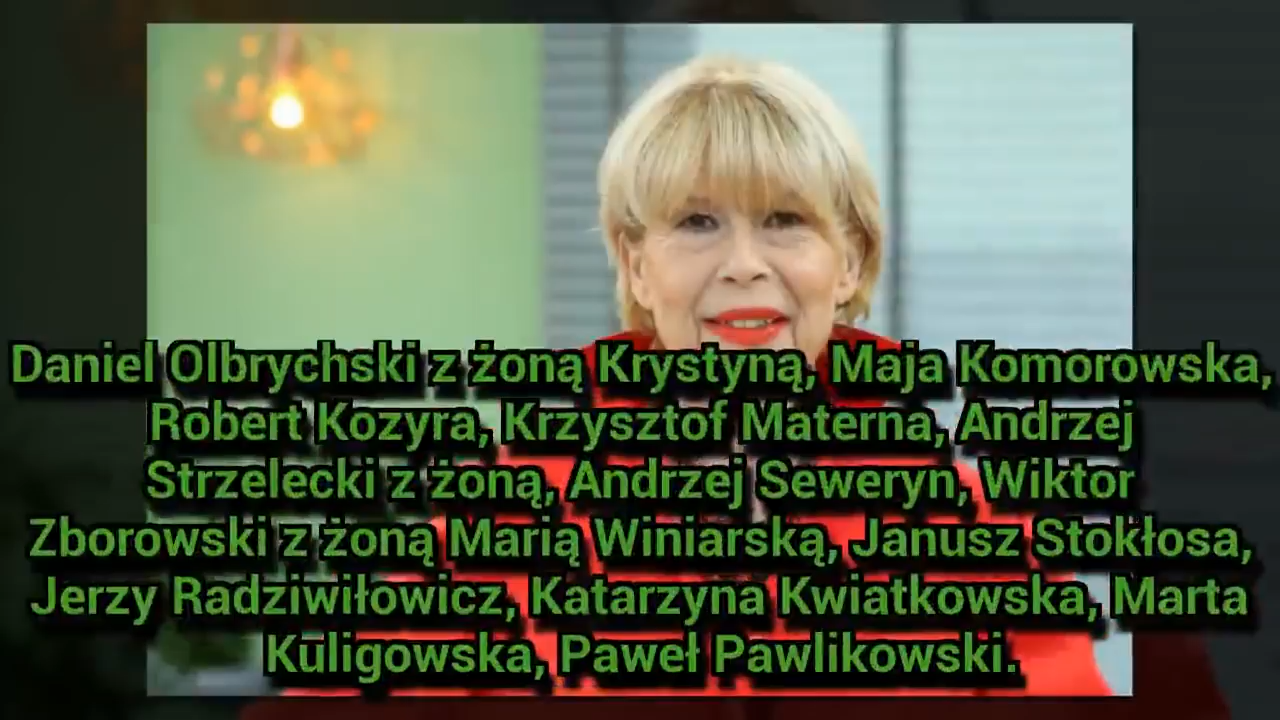 Daniel Olbrychski z żoną Krystyną, Maja Komorowska,
Robert Kozyra, Krzysztof Materna, Andrzej
Strzelecki z żoną, Andrzej Seweryn, Wiktor
Zborowski z żoną Marią Winiarską, Janusz Stokłosa,
Jerzy Radziwiłowicz, Katarzyna Kwiatkowska, Marta
Kuligowska, Paweł Pawlikowski.